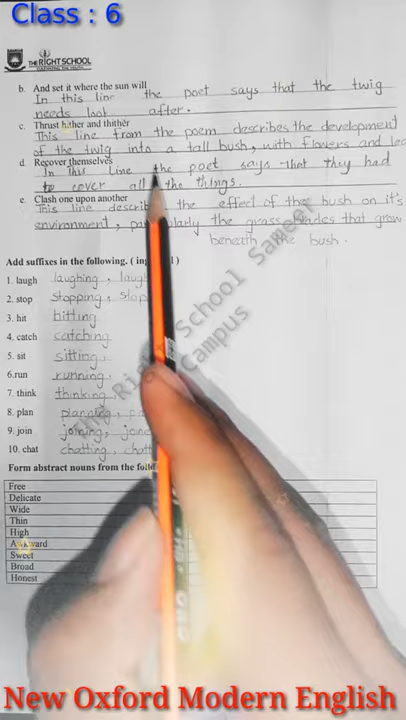 Class : 6
THE RIGHT SCHOOL
b. And set it where the sun will
In this line the poet says that the twig
needs look after.
c. Thrust hither and thither
This line from the poem describes the development
of the twig into a tall bush, with flowers and
d. Recover themselves
In this line the poet says that they had
to cover all the things.
e. Clash one upon another
This line the effect of the bush on it's
environment, the grass blades that grow
beneath the bush.
Add suffixes in the following. (
1. laugh laughing,
2. stop stopping,
3. hit hitting
4. catch catching
5. sit sitting
6.run running
7. think thinking
8. plan planning,
9. join joining,
10. chat chatting,
Form abstract nouns from the
Free
Delicate
Wide
Thin
High
Awkward
Sweet
Broad
Honest
The Right School Sameer
Campus
New Oxford Modern English